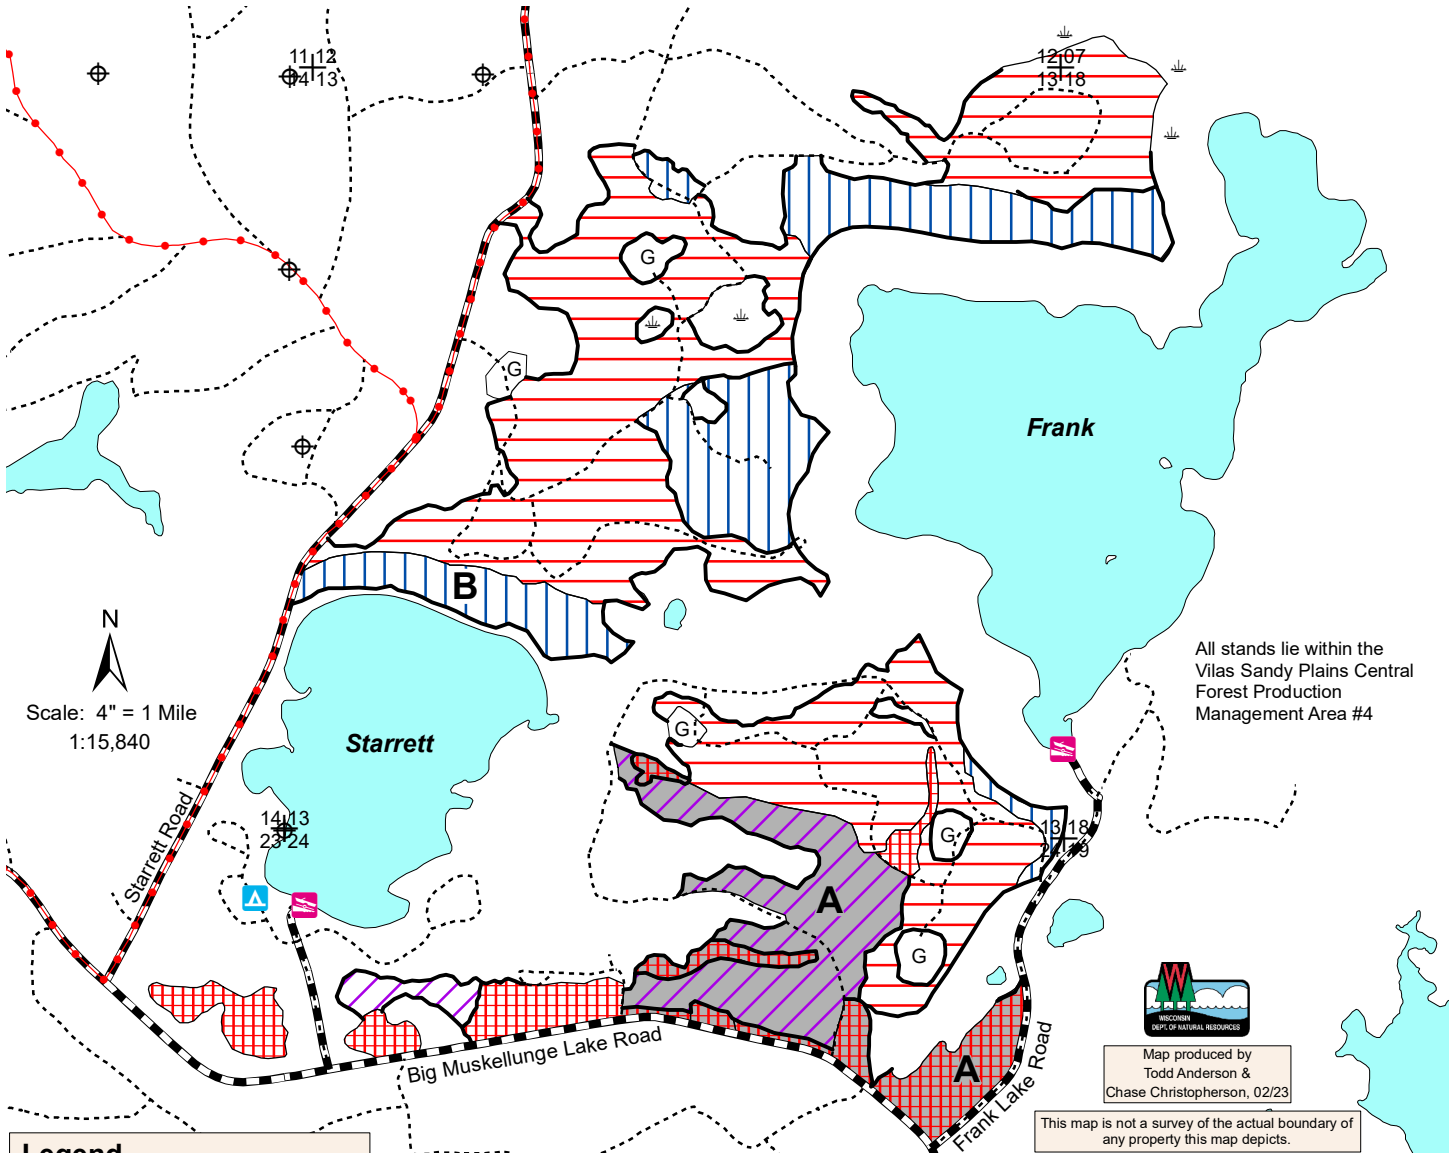 11 12
14 13
12 07
13 18
G
Frank
G
B
N
All stands lie within the
Vilas Sandy Plains Central
Forest Production
Management Area #4
Scale: 4" = 1 Mile
1:15,840
G
Starrett
Starrett Road
14 13
23 24
G
13 18
24 19
A
G
WISCONSIN
DEPT. OF NATURAL RESOURCES
Big Muskellunge Lake Road
A
Frank Lake Road
Map produced by
Todd Anderson &
Chase Christopherson, 02/23
This map is not a survey of the actual boundary of
any property this map depicts.
Legend